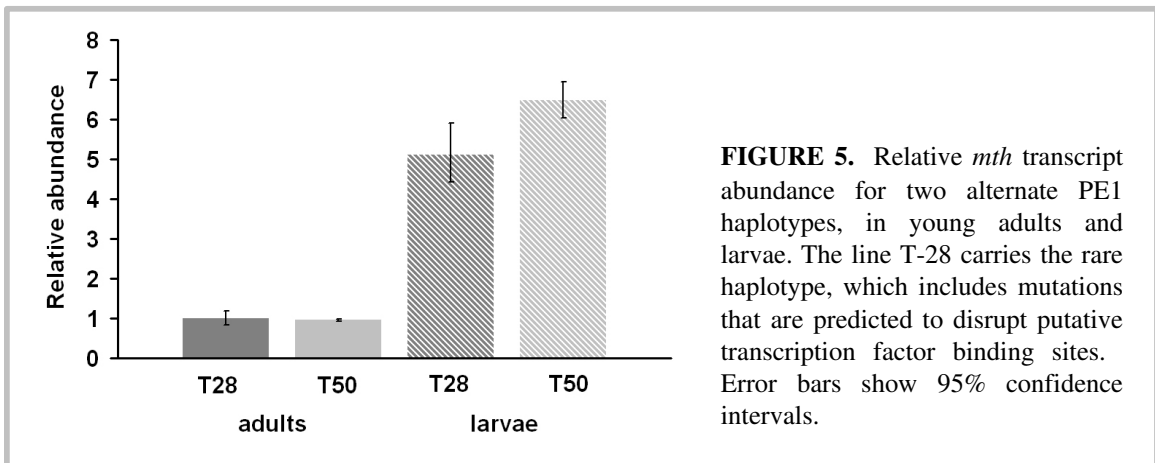 8
7
6
5
4
3
2
1
0
Relative abundance
T28 T50 T28 T50
adults larvae
FIGURE 5. Relative mth transcript
abundance for two alternate PE1
haplotypes, in young adults and
larvae. The line T-28 carries the rare
haplotype, which includes mutations
that are predicted to disrupt putative
transcription factor binding sites.
Error bars show 95% confidence
intervals.